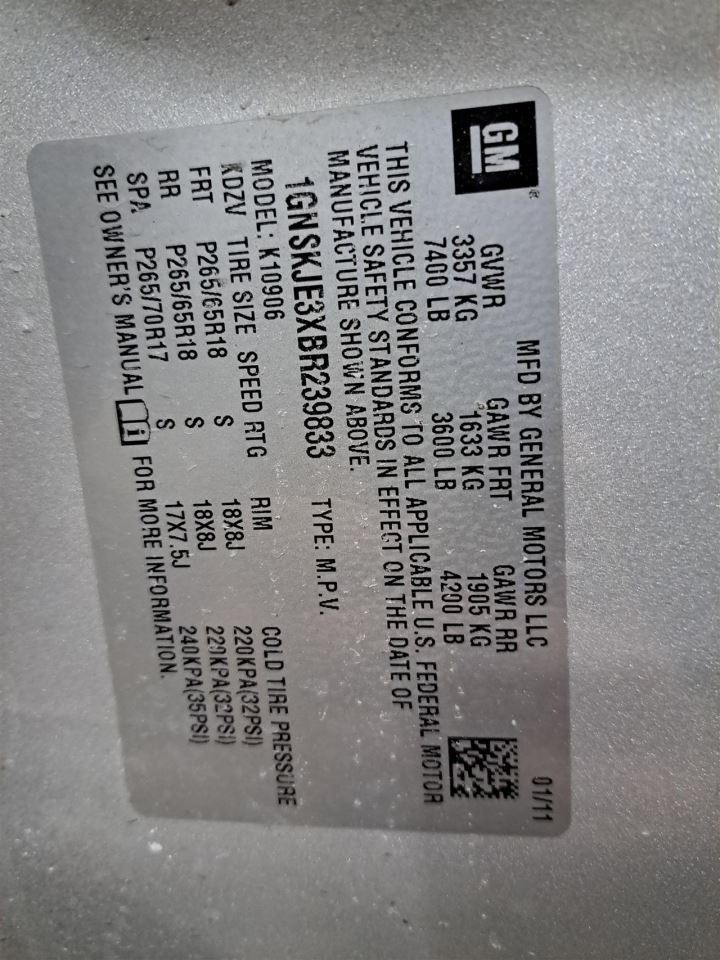 GM
MFD BY GENERAL MOTORS LLC 01/11
GVWR GAWR FRT GAWR RR
3357 KG 1633 KG 1905 KG
7400 LB 3600 LB 4200 LB
THIS VEHICLE CONFORMS TO ALL APPLICABLE U.S. FEDERAL MOTOR
VEHICLE SAFETY STANDARDS IN EFFECT ON THE DATE OF
MANUFACTURE SHOWN ABOVE.
1GNSKJE3XBR239833 TYPE: M.P.V.
MODEL: K10906
KDZV TIRE SIZE SPEED RTG RIM COLD TIRE PRESSURE
FRT P265/65R18 S 18X8J 220KPA(32PSI)
RR P265/65R18 S 18X8J 220KPA(32PSI)
SPA P265/70R17 S 17X7.5J 240KPA(35PSI)
SEE OWNER'S MANUAL FOR MORE INFORMATION.